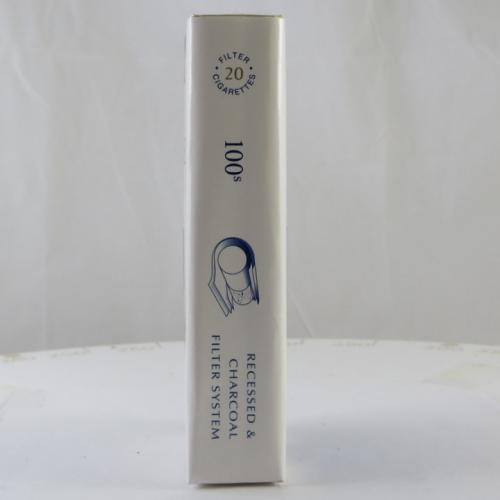 FILTER
20
CIGARETTES
100s
RECESSED &
CHARCOAL
FILTER SYSTEM